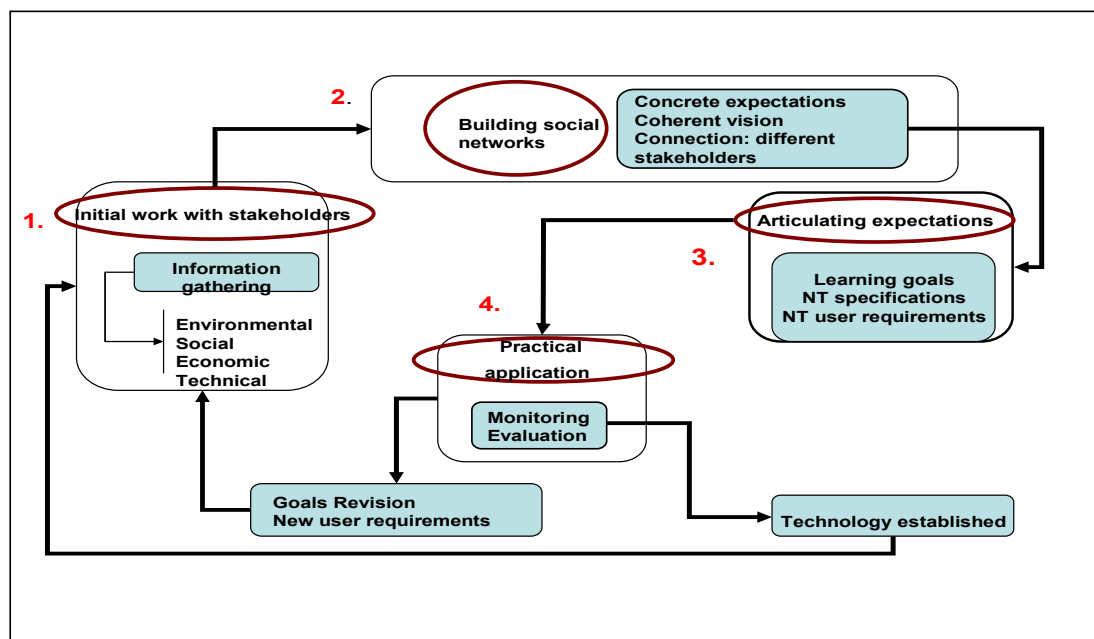 1.
Initial work with stakeholders
Information
gathering
Environmental
Social
Economic
Technical
2.
Building social
networks
Concrete expectations
Coherent vision
Connection: different
stakeholders
3.
Articulating expectations
Learning goals
NT specifications
NT user requirements
4.
Practical
application
Monitoring
Evaluation
Goals Revision
New user requirements
Technology established